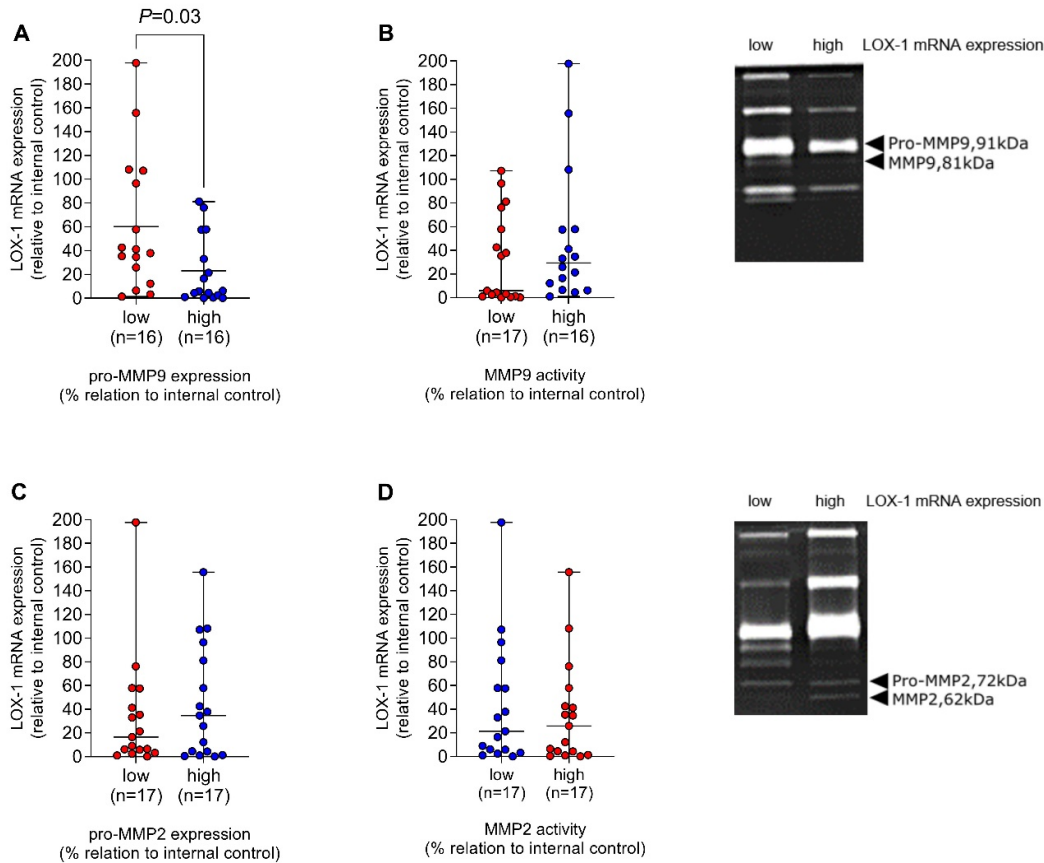 A
P=0.03
LOX-1 mRNA expression
(relative to internal control)
200
180
160
140
120
100
80
60
40
20
0
low
(n=16)
high
(n=16)
pro-MMP9 expression
(% relation to internal control)
B
LOX-1 mRNA expression
(relative to internal control)
200
180
160
140
120
100
80
60
40
20
0
low
(n=17)
high
(n=16)
MMP9 activity
(% relation to internal control)
low high LOX-1 mRNA expression
Pro-MMP9,91kDa
MMP9,81kDa
C
LOX-1 mRNA expression
(relative to internal control)
200
180
160
140
120
100
80
60
40
20
0
low
(n=17)
high
(n=17)
pro-MMP2 expression
(% relation to internal control)
D
LOX-1 mRNA expression
(relative to internal control)
200
180
160
140
120
100
80
60
40
20
0
low
(n=17)
high
(n=17)
MMP2 activity
(% relation to internal control)
low high LOX-1 mRNA expression
Pro-MMP2,72kDa
MMP2,62kDa